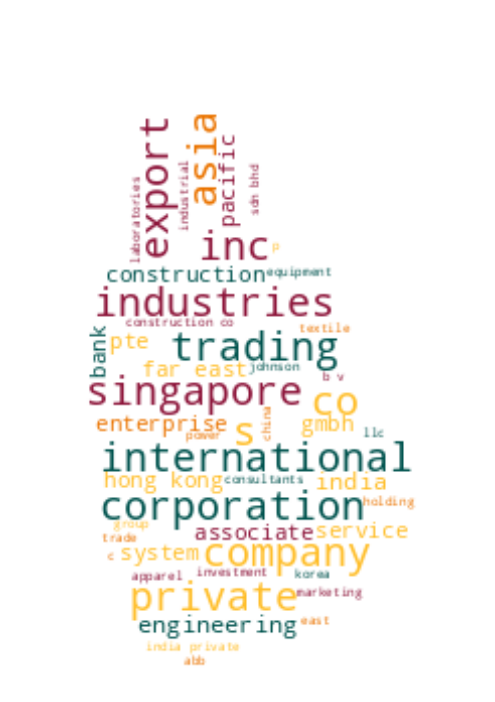 export
asia
laboratories
industrial
pacific
sdn bhd
inc
p
construction
equipment
industries
construction co
textile
bank
pte
trading
far east
johnson
b v
singapore
co
enterprise
power
s
china
gmbh
llc
international
hong kong
consultants
india
corporation
holding
group
associate
service
trade
c
system
company
apparel
investment
korea
private
marketing
engineering
east
india private
abb